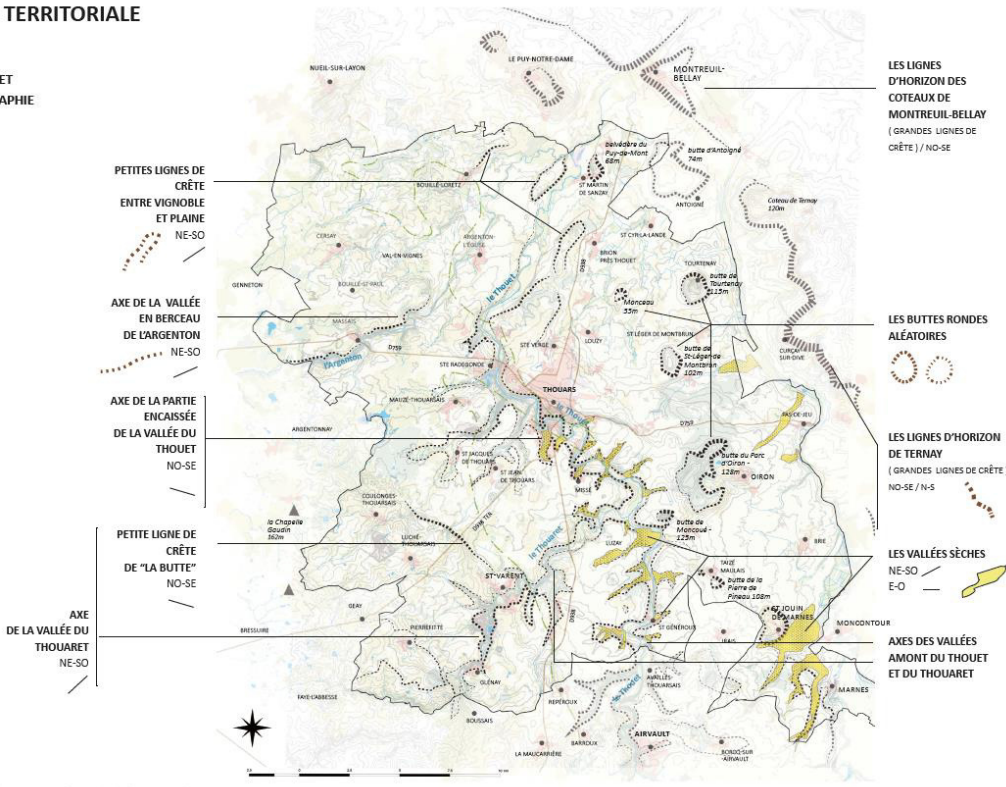 TERRITORIALE
ET
APHIE
PETITES LIGNES DE
CRÊTE
ENTRE VIGNOBLE
ET PLAINE
NE-SO
AXE DE LA VALLÉE
EN BERCEAU
DE L'ARGENTON
NE-SO
AXE DE LA PARTIE
ENCAISSÉE
DE LA VALLÉE DU
THOUET
NO-SE
PETITE LIGNE DE
CRÊTE
DE "LA BUTTE"
NO-SE
AXE
DE LA VALLÉE DU
THOUARET
NE-SO
NUEIL-SUR-LAYON
LE PUY-NOTRE-DAME
MONTREUIL-
BELLAY
belvédère du
Puy-de-Mont
68m
butte d'Antoigné
74m
BOUILLÉ-LORETZ
ST MARTIN
DE SANZAY
ANTOIGNÉ
Coteau de Ternay
120m
CERSAY
ARGENTON-
L'ÉGLISE
VAL-EN-VIGNES
BRION
PRÈS THOUET
ST CYR-LA-LANDE
TOURTENAY
GENNETON
BOUILLÉ-ST-PAUL
le Thouet
butte de
Tourtenay
115m
MASSAIS
Monceau
55m
D759
STE VERGE
LOUZY
ST LÉGER DE MONTBRUN
CURÇAY
SUR-DIVE
l'Argenton
STE RADEGONDE
butte de
St-Léger-de
Montbrun
102m
MAUZÉ-THOUARSAIS
THOUARS
le Thouet
PAS-DE-JEU
ARGENTONNAY
D759
ST JACQUES
DE THOUARS
ST JEAN
DE THOUARS
butte du Parc
d'Oiron -
128m
OIRON
MISSÉ
COULONGES-
THOUARSAIS
la Chapelle
Gaudin
162m
LUCHÉ-
THOUARSAIS
le Thouaret
LUZAY
butte de
Moncoué
125m
BRIE
TAIZÉ
MAULAIS
ST VARENT
butte de la
Pierre de
Pineau 108m
GEAY
ST JOUIN
DE MARNES
MONCONTOUR
BRESSUIRE
PIERREFITTE
ST GÉNÉROUX
IRAIS
GLÉNAY
AVAILLES-
THOUARSAIS
MARNES
FAYE-L'ABBESSE
le Thouet
REPÉROUX
BOUSSAIS
BARROUX
AIRVAULT
LA MAUCARRIÈRE
BORCQ-SUR
-AIRVAULT
LES LIGNES
D'HORIZON DES
COTEAUX DE
MONTREUIL-BELLAY
( GRANDES LIGNES DE
CRÊTE ) / NO-SE
LES BUTTES RONDES
ALÉATOIRES
LES LIGNES D'HORIZON
DE TERNAY
( GRANDES LIGNES DE CRÊTE
NO-SE / N-S
LES VALLÉES SÈCHES
NE-SO
E-O
AXES DES VALLÉES
AMONT DU THOUET
ET DU THOUARET